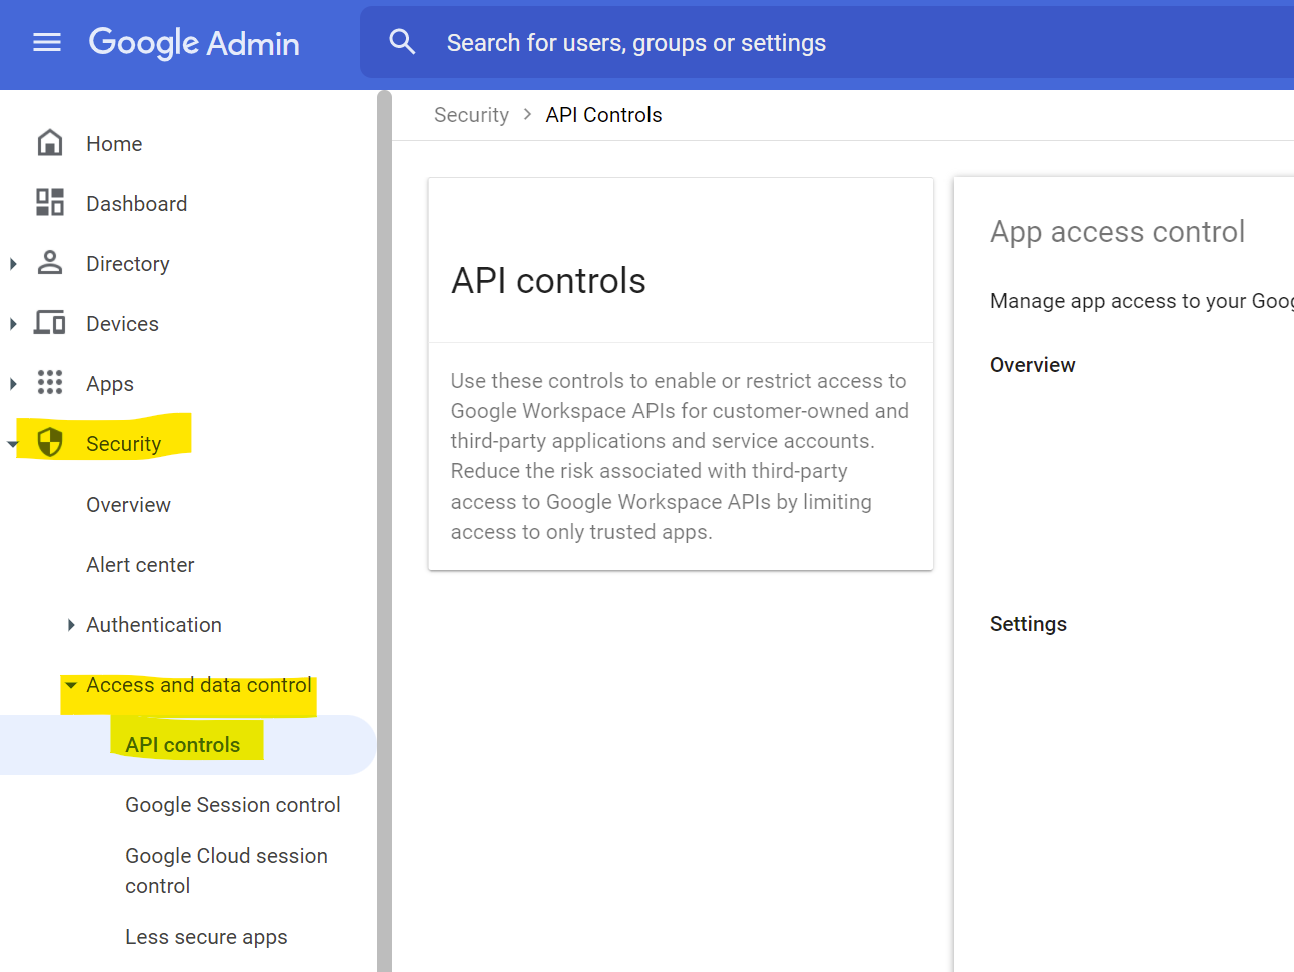 Google Admin
Search for users, groups or settings
Home
Dashboard
Directory
Devices
Apps
Security
Overview
Alert center
Authentication
Access and data control
API controls
Google Session control
Google Cloud session
control
Less secure apps
Security > API Controls
API controls
Use these controls to enable or restrict access to
Google Workspace APIs for customer-owned and
third-party applications and service accounts.
Reduce the risk associated with third-party
access to Google Workspace APIs by limiting
access to only trusted apps.
App access control
Manage app access to your Goog
Overview
Settings